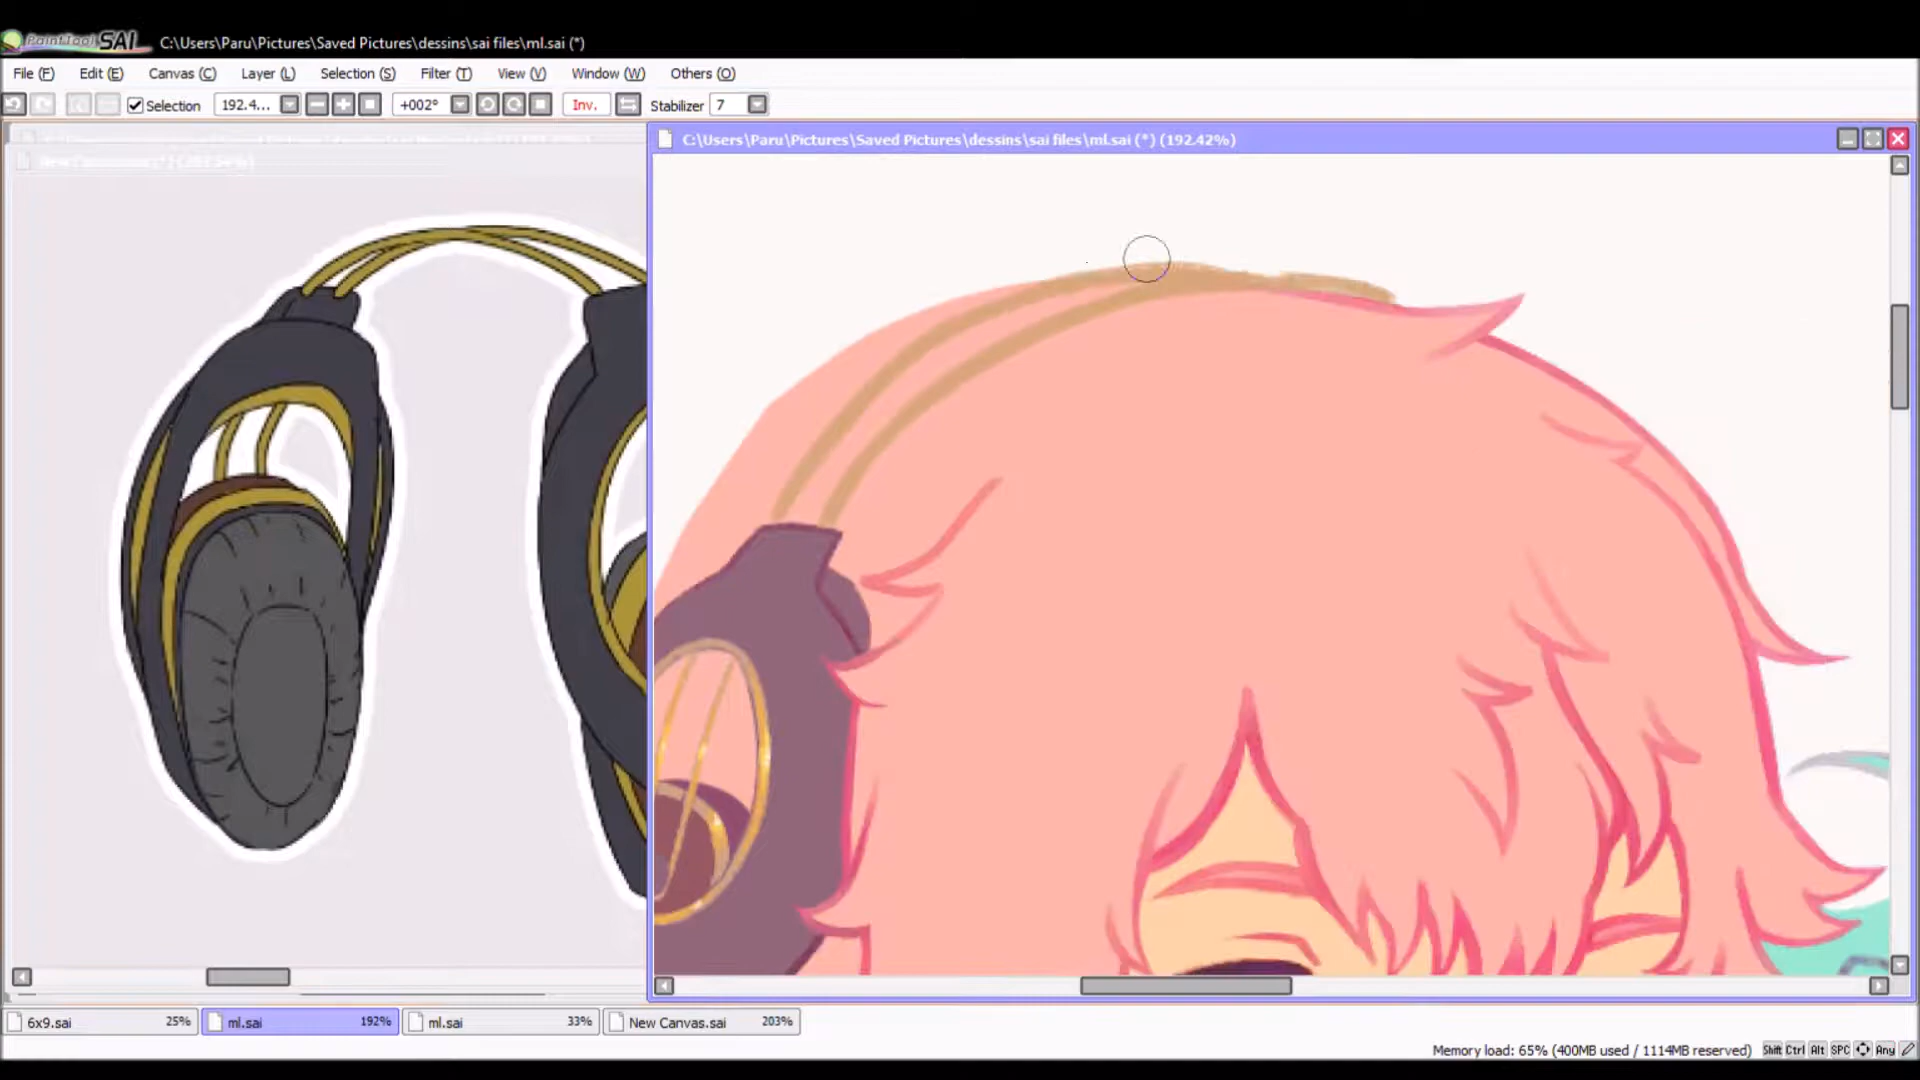 PaintTool SAI C:\Users\Paru\Pictures\Saved Pictures\dessins\sai files\ml.sai (*)
File (F) Edit (E) Canvas (C) Layer (L) Selection (S) Filter (T) View (V) Window (W) Others (O)
Selection 192.4... +002° Inv. Stabilizer 7
C:\Users\Paru\Pictures\Saved Pictures\dessins\sai files\ml.sai (*) (192.42%)
6x9.sai 25% ml.sai 192% ml.sai 33% New Canvas.sai 203%
Memory load: 65% (400MB used / 1114MB reserved) Shift Ctrl Alt SPC Any